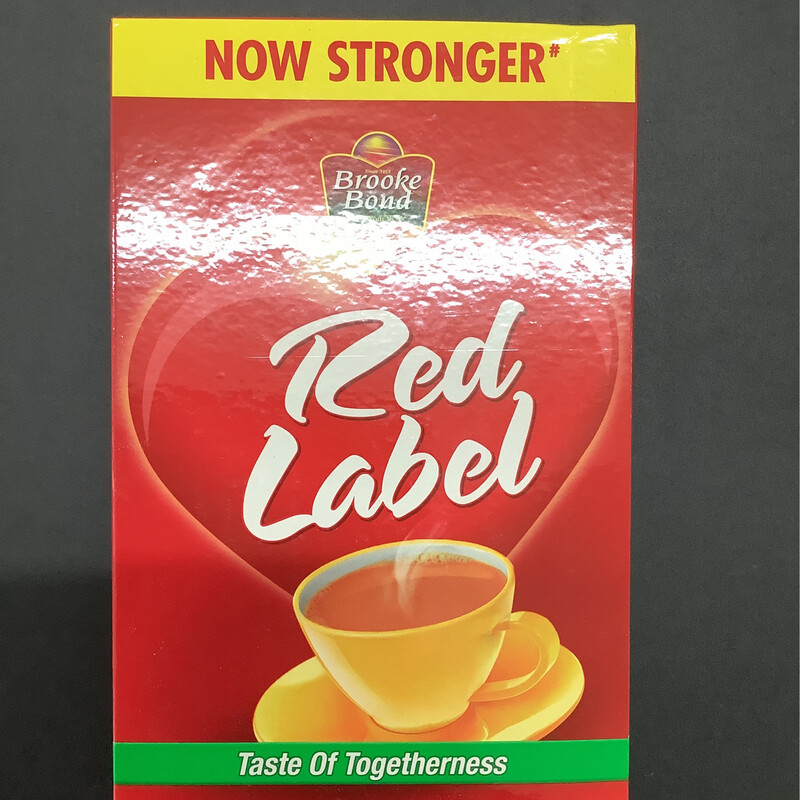 NOW STRONGER#
Brooke
Bond
Red
Label
Taste Of Togetherness